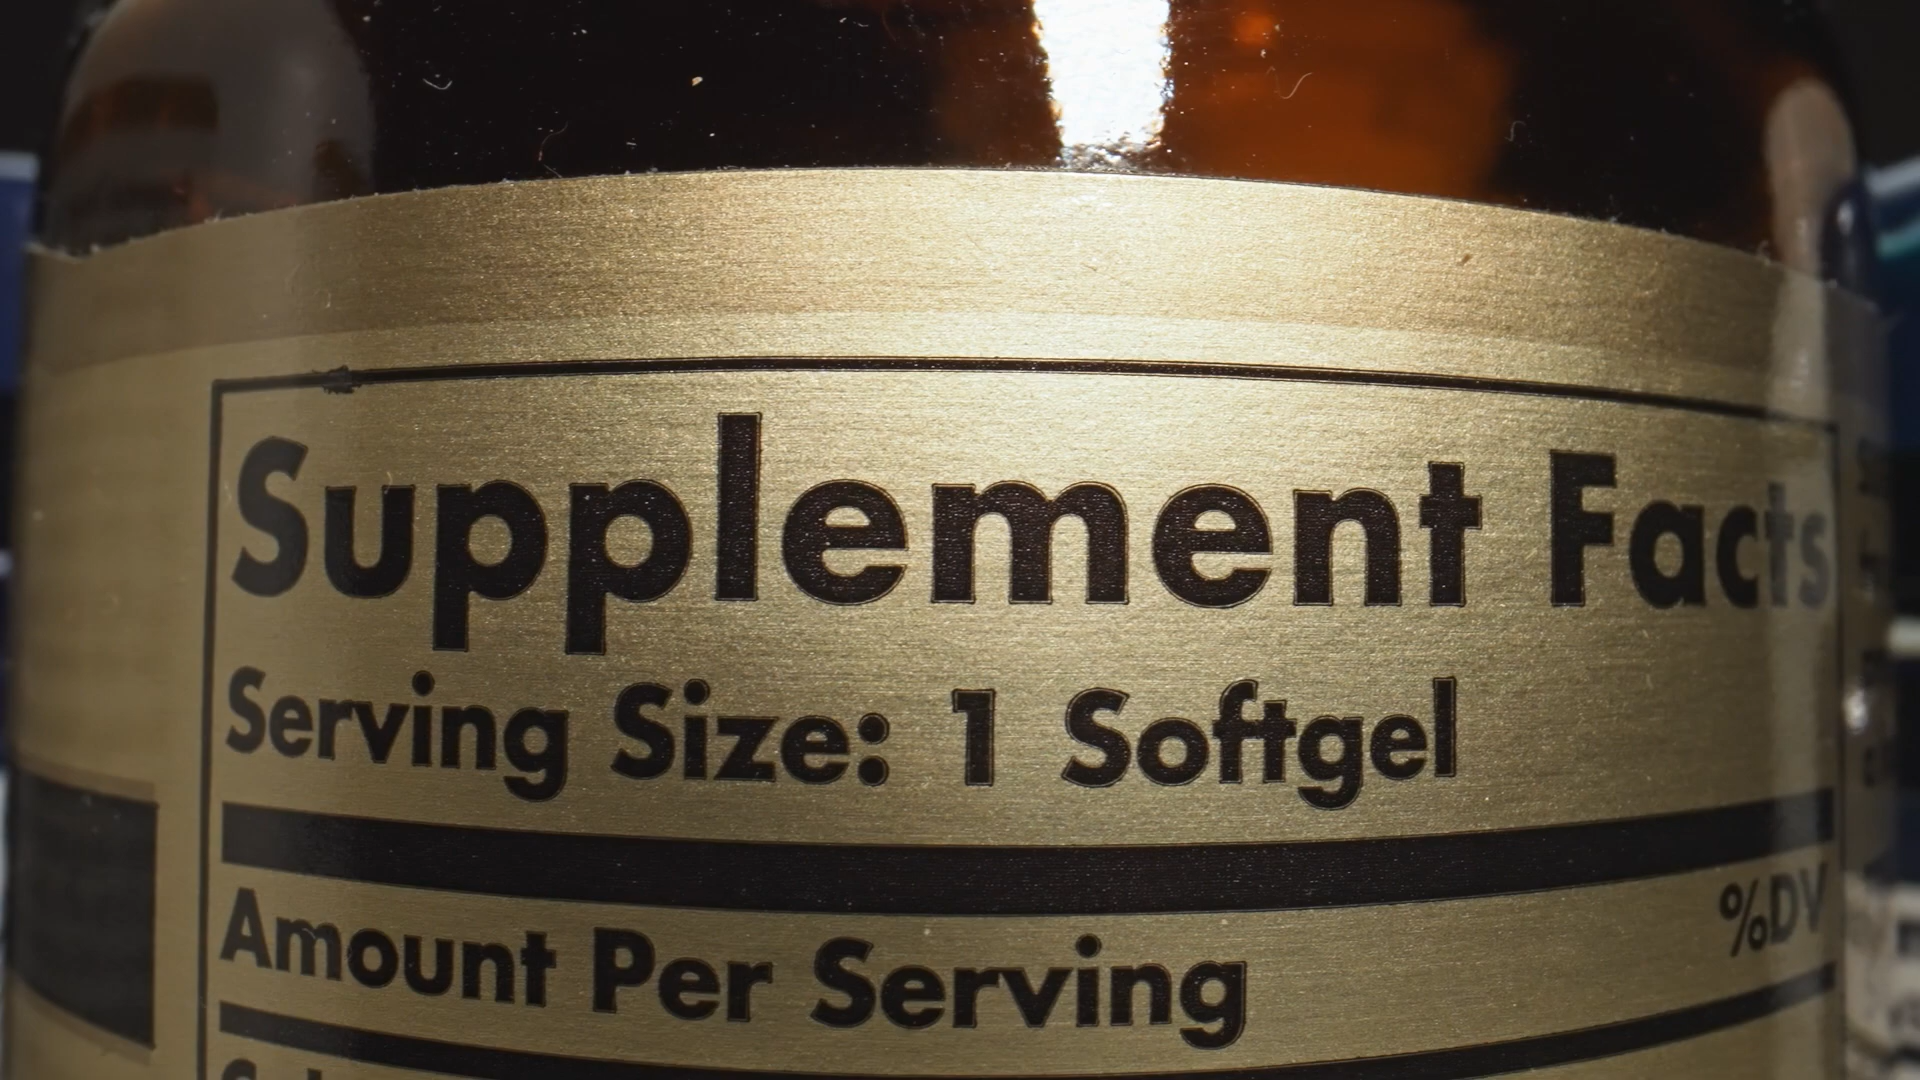 Supplement Facts
Serving Size: 1 Softgel
%DV
Amount Per Serving